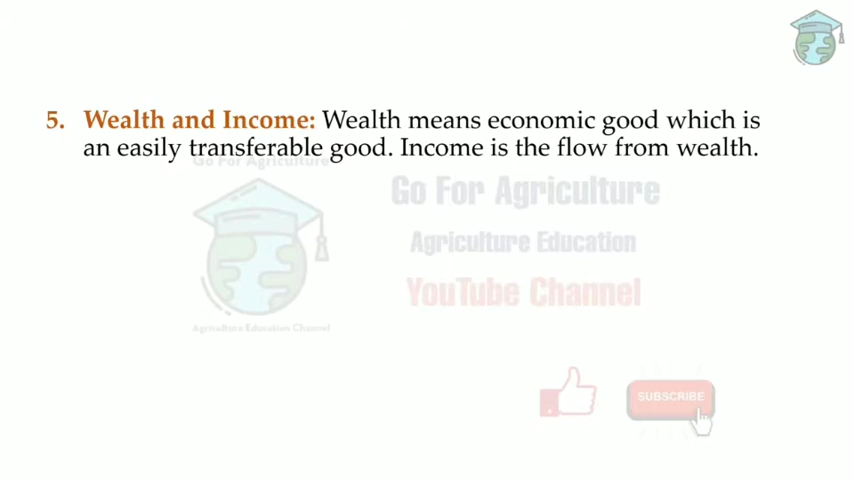 5. Wealth and Income: Wealth means economic good which is
an easily transferable good. Income is the flow from wealth.
Go For Agriculture
Go For Agriculture
Agriculture Education
YouTube Channel
Agriculture Education Channel
SUBSCRIBE